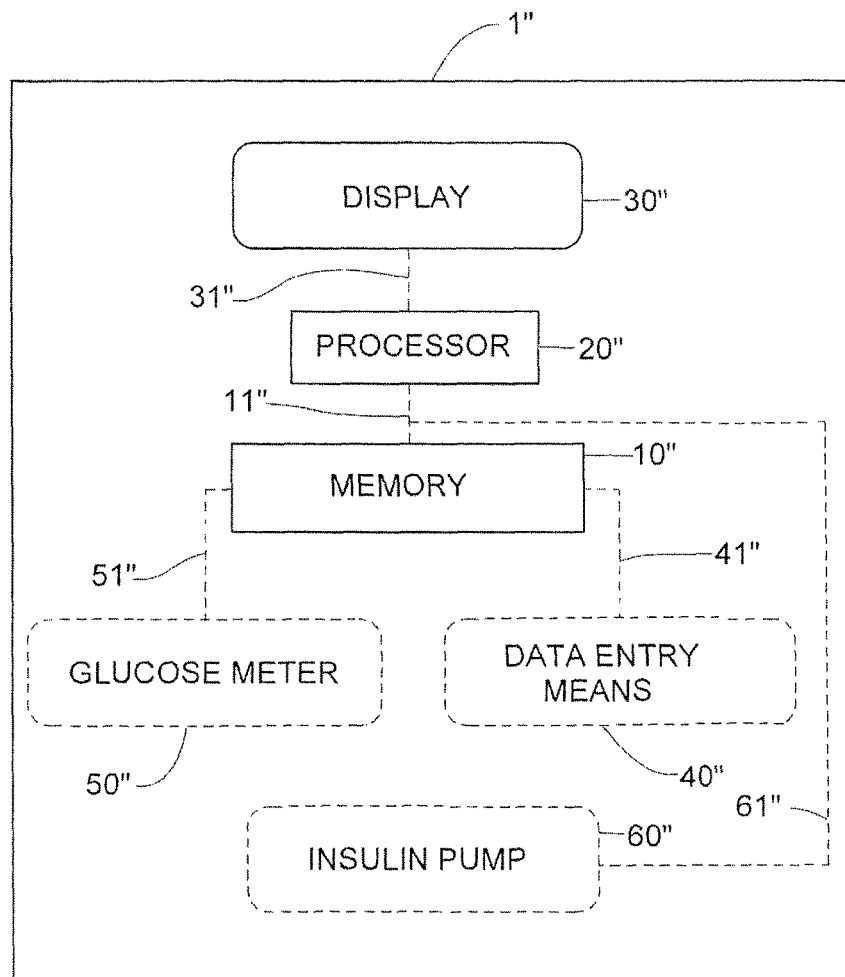 1"
DISPLAY
30"
31"
PROCESSOR
20"
11"
10"
MEMORY
51"
41"
GLUCOSE METER
DATA ENTRY
MEANS
50"
40"
61"
60"
INSULIN PUMP